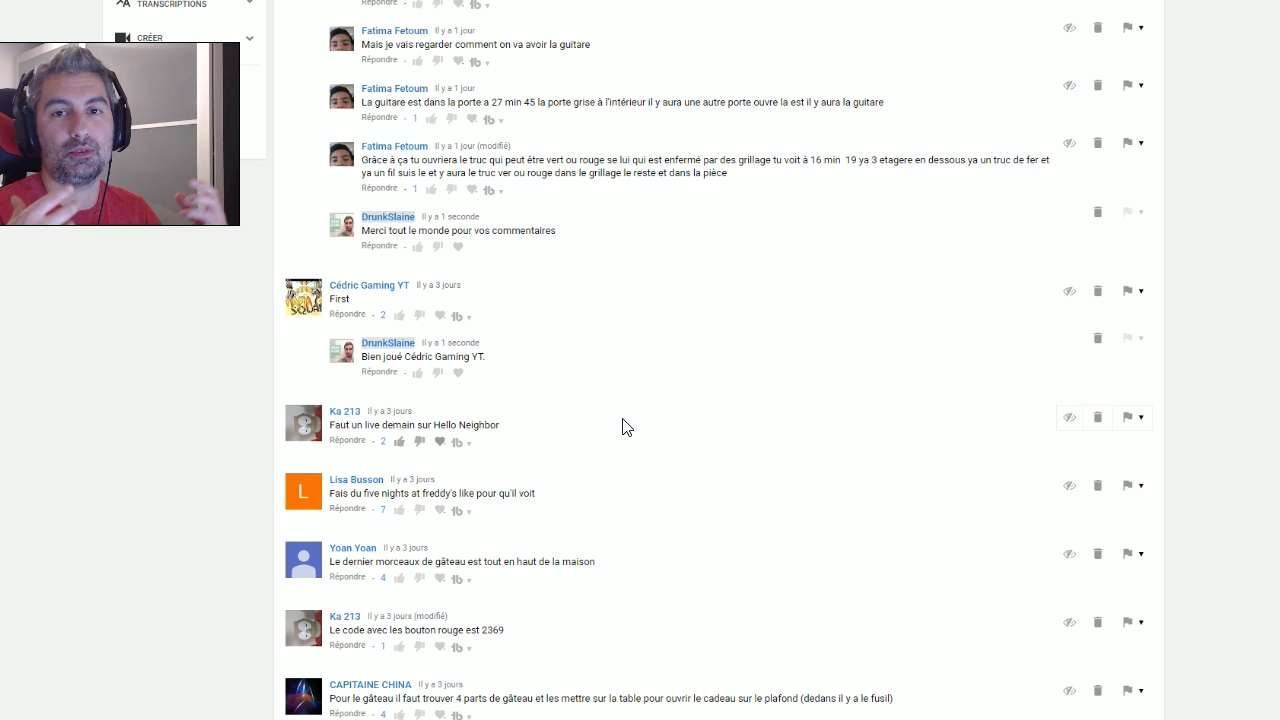 TRANSCRIPTIONS
CRÉER
Répondre
Fatima Fetoum Il y a 1 jour
Mais je vais regarder comment on va avoir la guitare
Répondre
Fatima Fetoum Il y a 1 jour
La guitare est dans la porte a 27 min 45 la porte grise à l'intérieur il y aura une autre porte ouvre la est il y aura la guitare
Répondre · 1
Fatima Fetoum Il y a 1 jour (modifié)
Grâce à ça tu ouvriera le truc qui peut être vert ou rouge se lui qui est enfermé par des grillage tu voit à 16 min 19 ya 3 etagere en dessous ya un truc de fer et
ya un fil suis le et y aura le truc ver ou rouge dans le grillage le reste et dans la pièce
Répondre · 1
DrunkSlaine Il y a 1 seconde
Merci tout le monde pour vos commentaires
Répondre ·
Cédric Gaming YT Il y a 3 jours
First
Répondre · 2
DrunkSlaine Il y a 1 seconde
Bien joué Cédric Gaming YT.
Répondre ·
Ka 213 Il y a 3 jours
Faut un live demain sur Hello Neighbor
Répondre · 2
L
Lisa Busson Il y a 3 jours
Fais du five nights at freddy's like pour qu'il voit
Répondre · 7
Yoan Yoan Il y a 3 jours
Le dernier morceaux de gâteau est tout en haut de la maison
Répondre · 4
Ka 213 Il y a 3 jours (modifié)
Le code avec les bouton rouge est 2369
Répondre · 1
CAPITAINE CHINA Il y a 3 jours
Pour le gâteau il faut trouver 4 parts de gâteau et les mettre sur la table pour ouvrir le cadeau sur le plafond (dedans il y a le fusil)
Répondre · 4